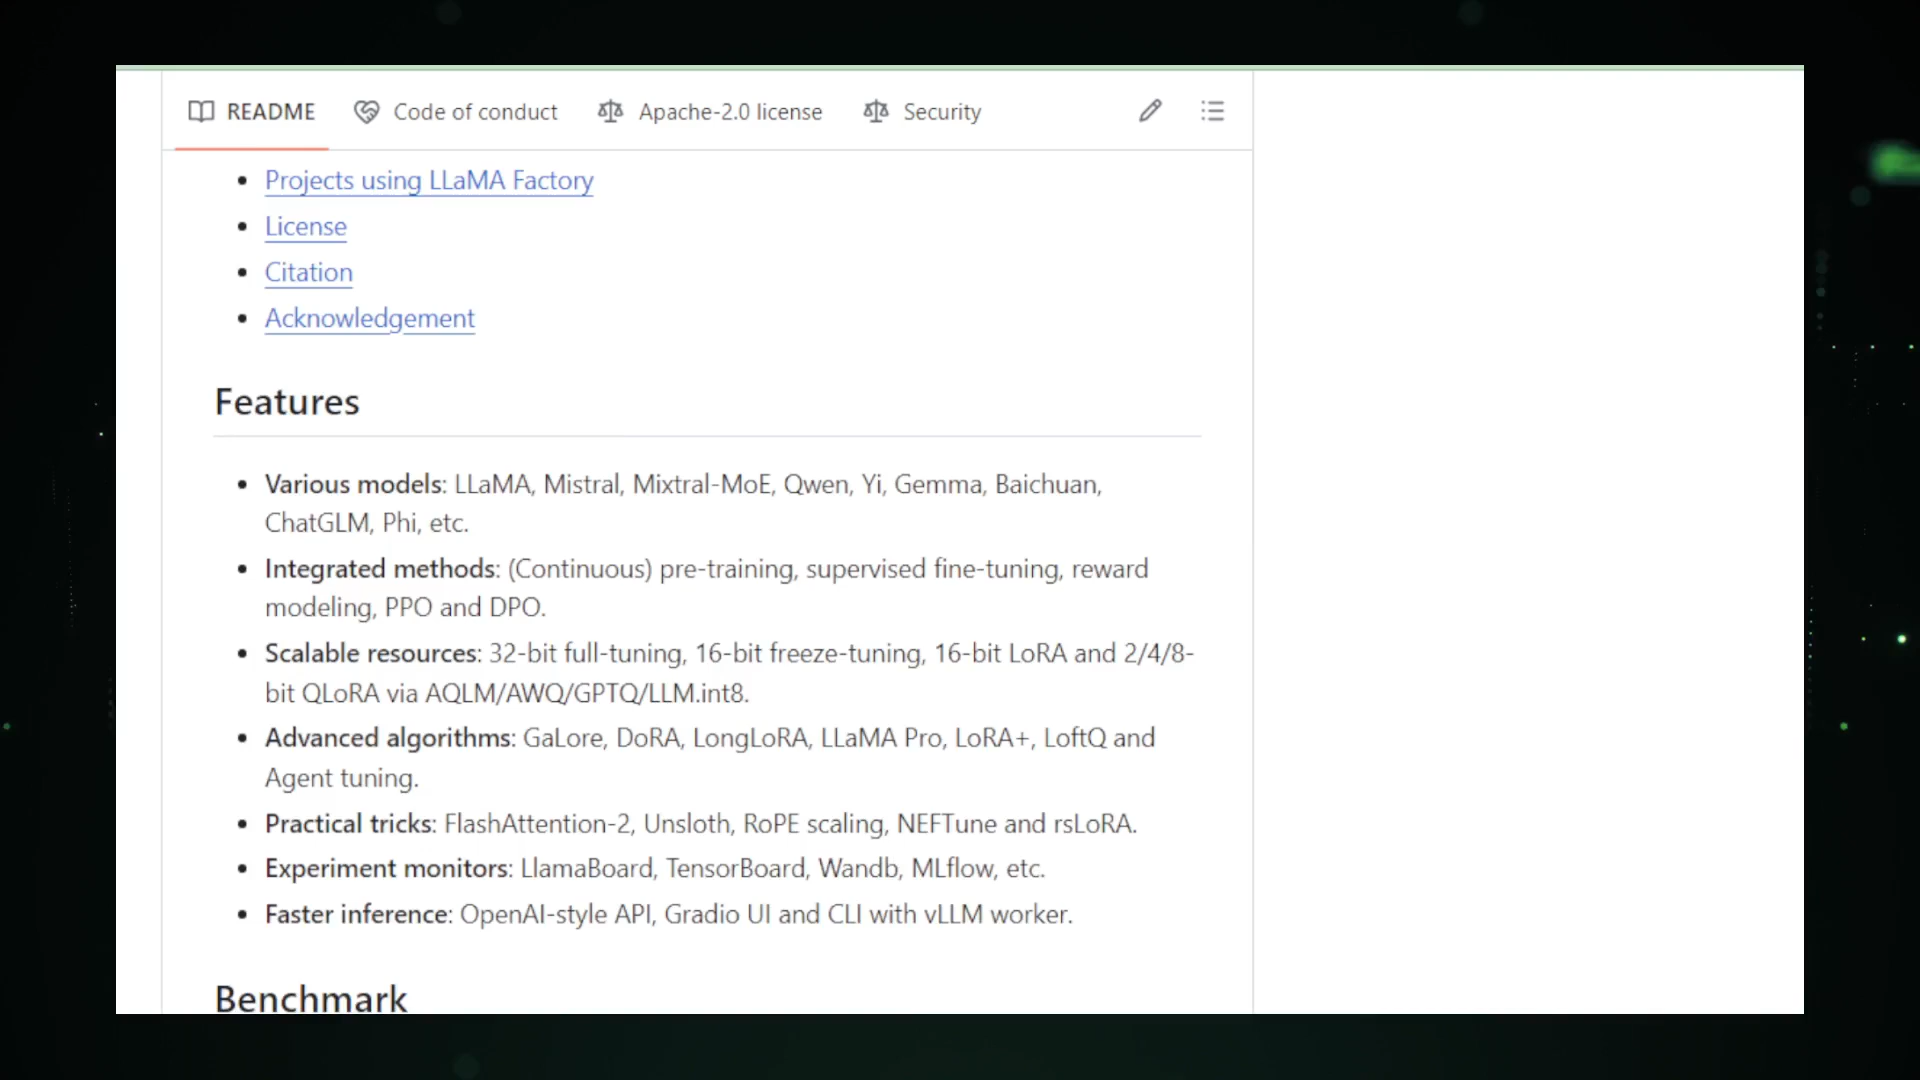 README Code of conduct Apache-2.0 license Security
Projects using LLaMA Factory
License
Citation
Acknowledgement
Features
Various models: LLaMA, Mistral, Mixtral-MoE, Qwen, Yi, Gemma, Baichuan,
ChatGLM, Phi, etc.
Integrated methods: (Continuous) pre-training, supervised fine-tuning, reward
modeling, PPO and DPO.
Scalable resources: 32-bit full-tuning, 16-bit freeze-tuning, 16-bit LoRA and 2/4/8-
bit QLoRA via AQLM/AWQ/GPTQ/LLM.int8.
Advanced algorithms: GaLore, DoRA, LongLoRA, LLaMA Pro, LoRA+, LoftQ and
Agent tuning.
Practical tricks: FlashAttention-2, Unsloth, RoPE scaling, NEFTune and rsLoRA.
Experiment monitors: LlamaBoard, TensorBoard, Wandb, MLflow, etc.
Faster inference: OpenAI-style API, Gradio UI and CLI with vLLM worker.
Benchmark